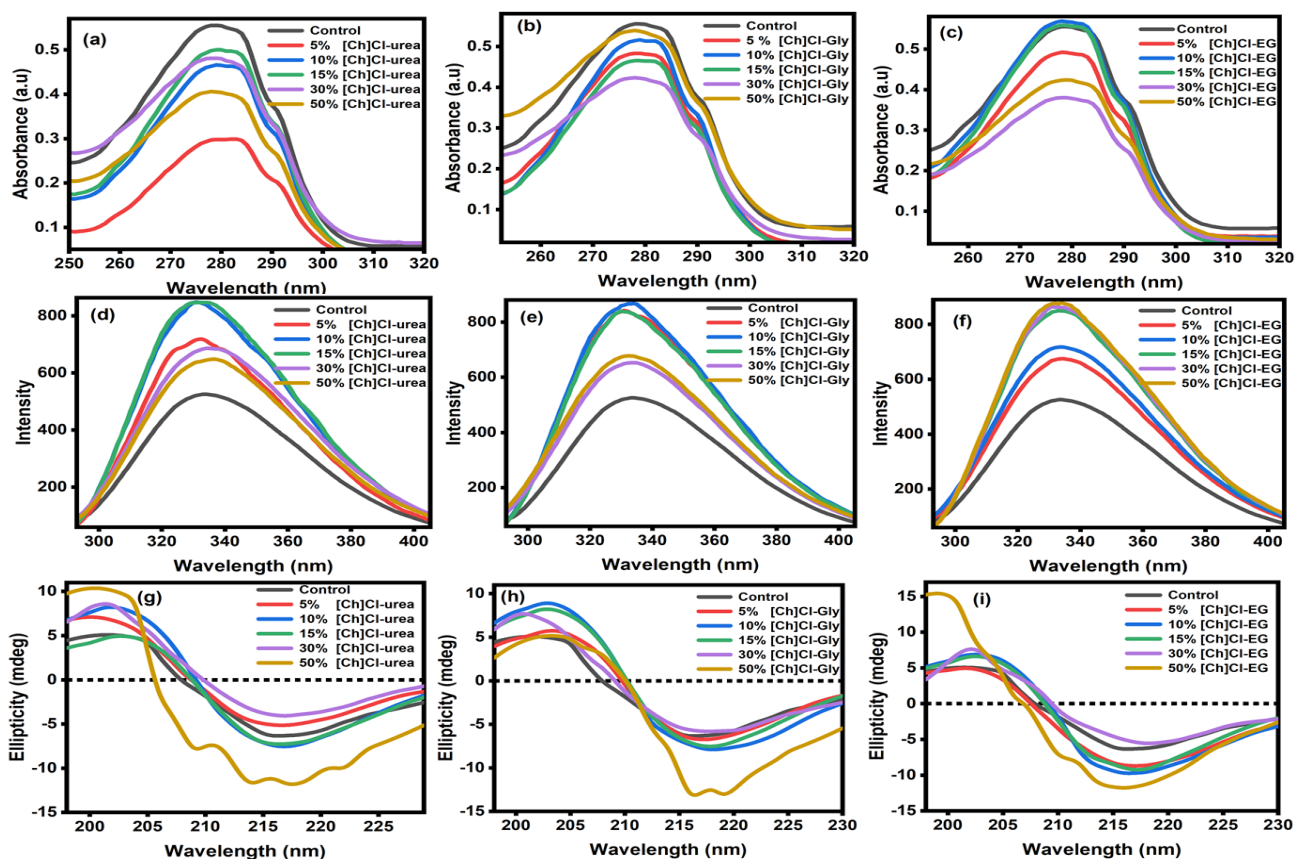 (a)
Control
5% [Ch]Cl-urea
10% [Ch]Cl-urea
15% [Ch]Cl-urea
30% [Ch]Cl-urea
50% [Ch]Cl-urea
Absorbance (a.u)
0.5
0.4
0.3
0.2
0.1
250 260 270 280 290 300 310 320
Wavelength (nm)
(b)
Control
5 % [Ch]Cl-Gly
10% [Ch]Cl-Gly
15% [Ch]Cl-Gly
30% [Ch]Cl-Gly
50% [Ch]Cl-Gly
Absorbance (a.u)
0.5
0.4
0.3
0.2
0.1
260 270 280 290 300 310 320
Wavelength (nm)
(c)
Control
5% [Ch]Cl-EG
10% [Ch]Cl-EG
15% [Ch]Cl-EG
30% [Ch]Cl-EG
50% [Ch]Cl-EG
Absorbance (a.u)
0.5
0.4
0.3
0.2
0.1
260 270 280 290 300 310 320
Wavelength (nm)
(d)
Control
5% [Ch]Cl-urea
10% [Ch]Cl-urea
15% [Ch]Cl-urea
30% [Ch]Cl-urea
50% [Ch]Cl-urea
Intensity
800
600
400
200
300 320 340 360 380 400
Wavelength (nm)
(e)
Control
5% [Ch]Cl-Gly
10% [Ch]Cl-Gly
15% [Ch]Cl-Gly
30% [Ch]Cl-Gly
50% [Ch]Cl-Gly
Intensity
800
600
400
200
300 320 340 360 380 400
Wavelength (nm)
(f)
Control
5% [Ch]Cl-EG
10% [Ch]Cl-EG
15% [Ch]Cl-EG
30% [Ch]Cl-EG
50% [Ch]Cl-EG
Intensity
800
600
400
200
300 320 340 360 380 400
Wavelength (nm)
(g)
Control
5% [Ch]Cl-urea
10% [Ch]Cl-urea
15% [Ch]Cl-urea
30% [Ch]Cl-urea
50% [Ch]Cl-urea
Ellipticity (mdeg)
10
5
0
-5
-10
-15
200 205 210 215 220 225
Wavelength (nm)
(h)
Control
5% [Ch]Cl-Gly
10% [Ch]Cl-Gly
15% [Ch]Cl-Gly
30% [Ch]Cl-Gly
50% [Ch]Cl-Gly
Ellipticity (mdeg)
10
5
0
-5
-10
-15
200 205 210 215 220 225 230
Wavelength (nm)
(i)
Control
5% [Ch]Cl-EG
10% [Ch]Cl-EG
15% [Ch]Cl-EG
30% [Ch]Cl-EG
50% [Ch]Cl-EG
Ellipticity (mdeg)
15
10
5
0
-5
-10
-15
200 205 210 215 220 225 230
Wavelength (nm)